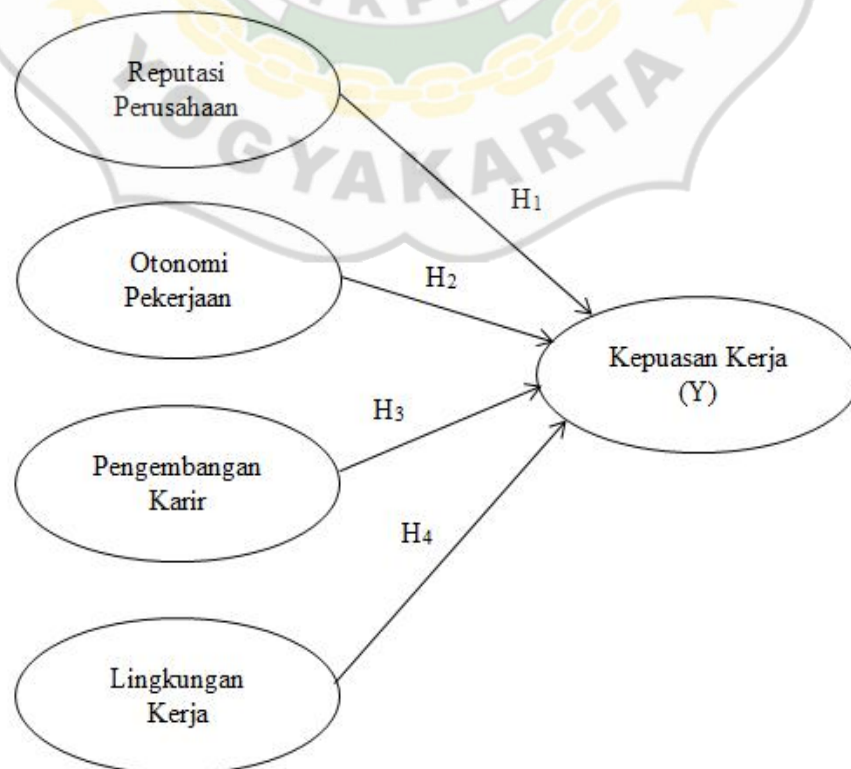 Reputasi
Perusahaan
YOGYAKARTA
H1
Otonomi
Pekerjaan
H2
Kepuasan Kerja
(Y)
H3
Pengembangan
Karir
H4
Lingkungan
Kerja